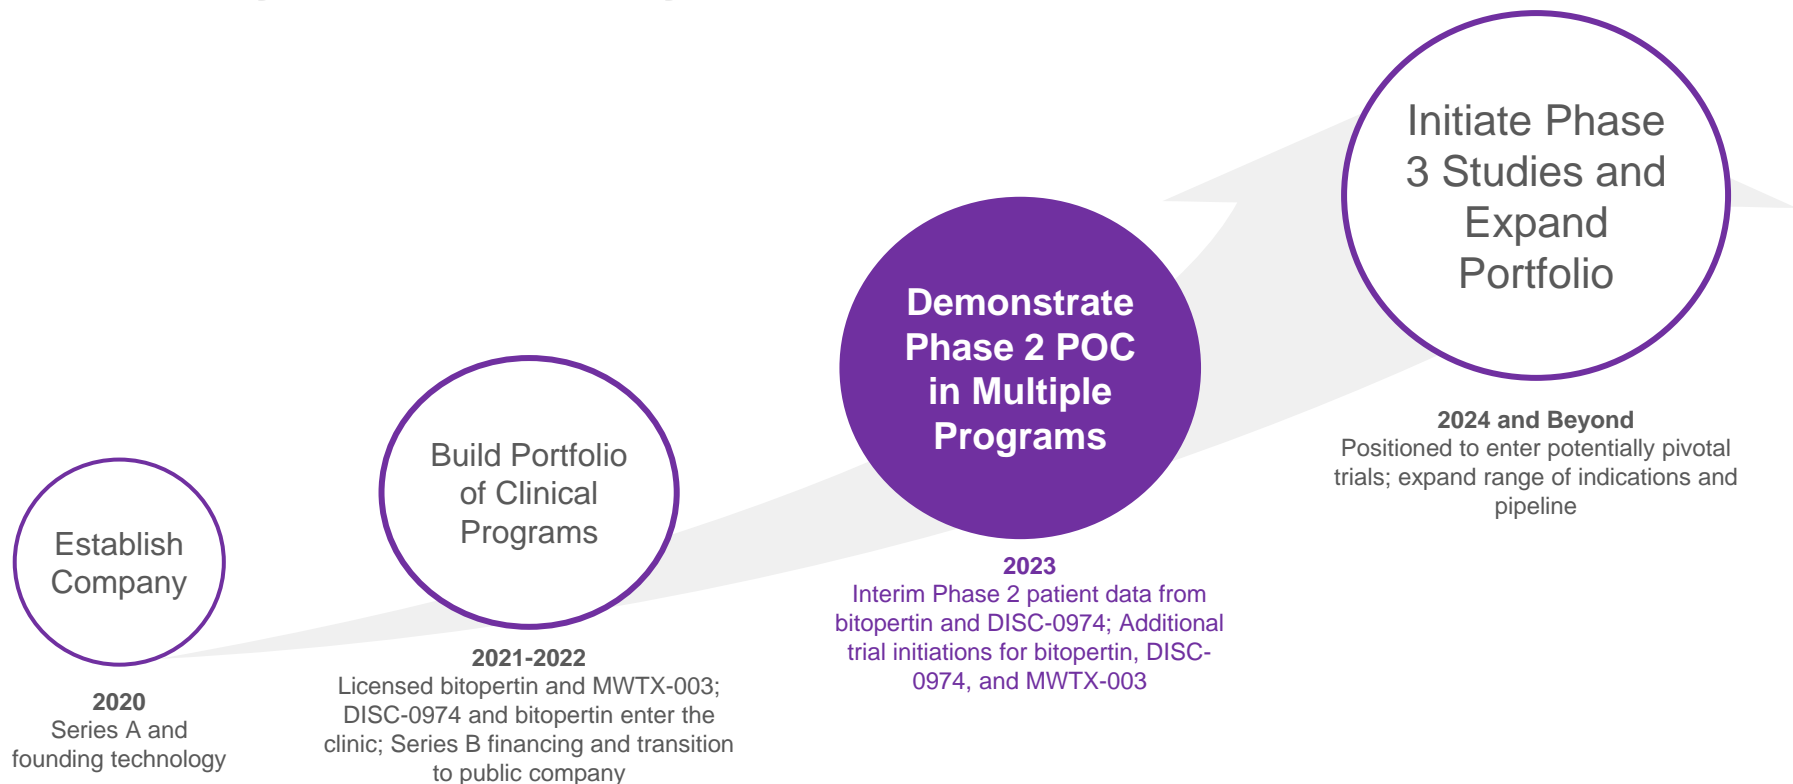 Establish
Company
2020
Series A and
founding technology
Build Portfolio
of Clinical
Programs
2021-2022
Licensed bitopertin and MWTX-003;
DISC-0974 and bitopertin enter the
clinic; Series B financing and transition
to public company
Demonstrate
Phase 2 POC
in Multiple
Programs
2023
Interim Phase 2 patient data from
bitopertin and DISC-0974; Additional
trial initiations for bitopertin, DISC-
0974, and MWTX-003
Initiate Phase
3 Studies and
Expand
Portfolio
2024 and Beyond
Positioned to enter potentially pivotal
trials; expand range of indications and
pipeline